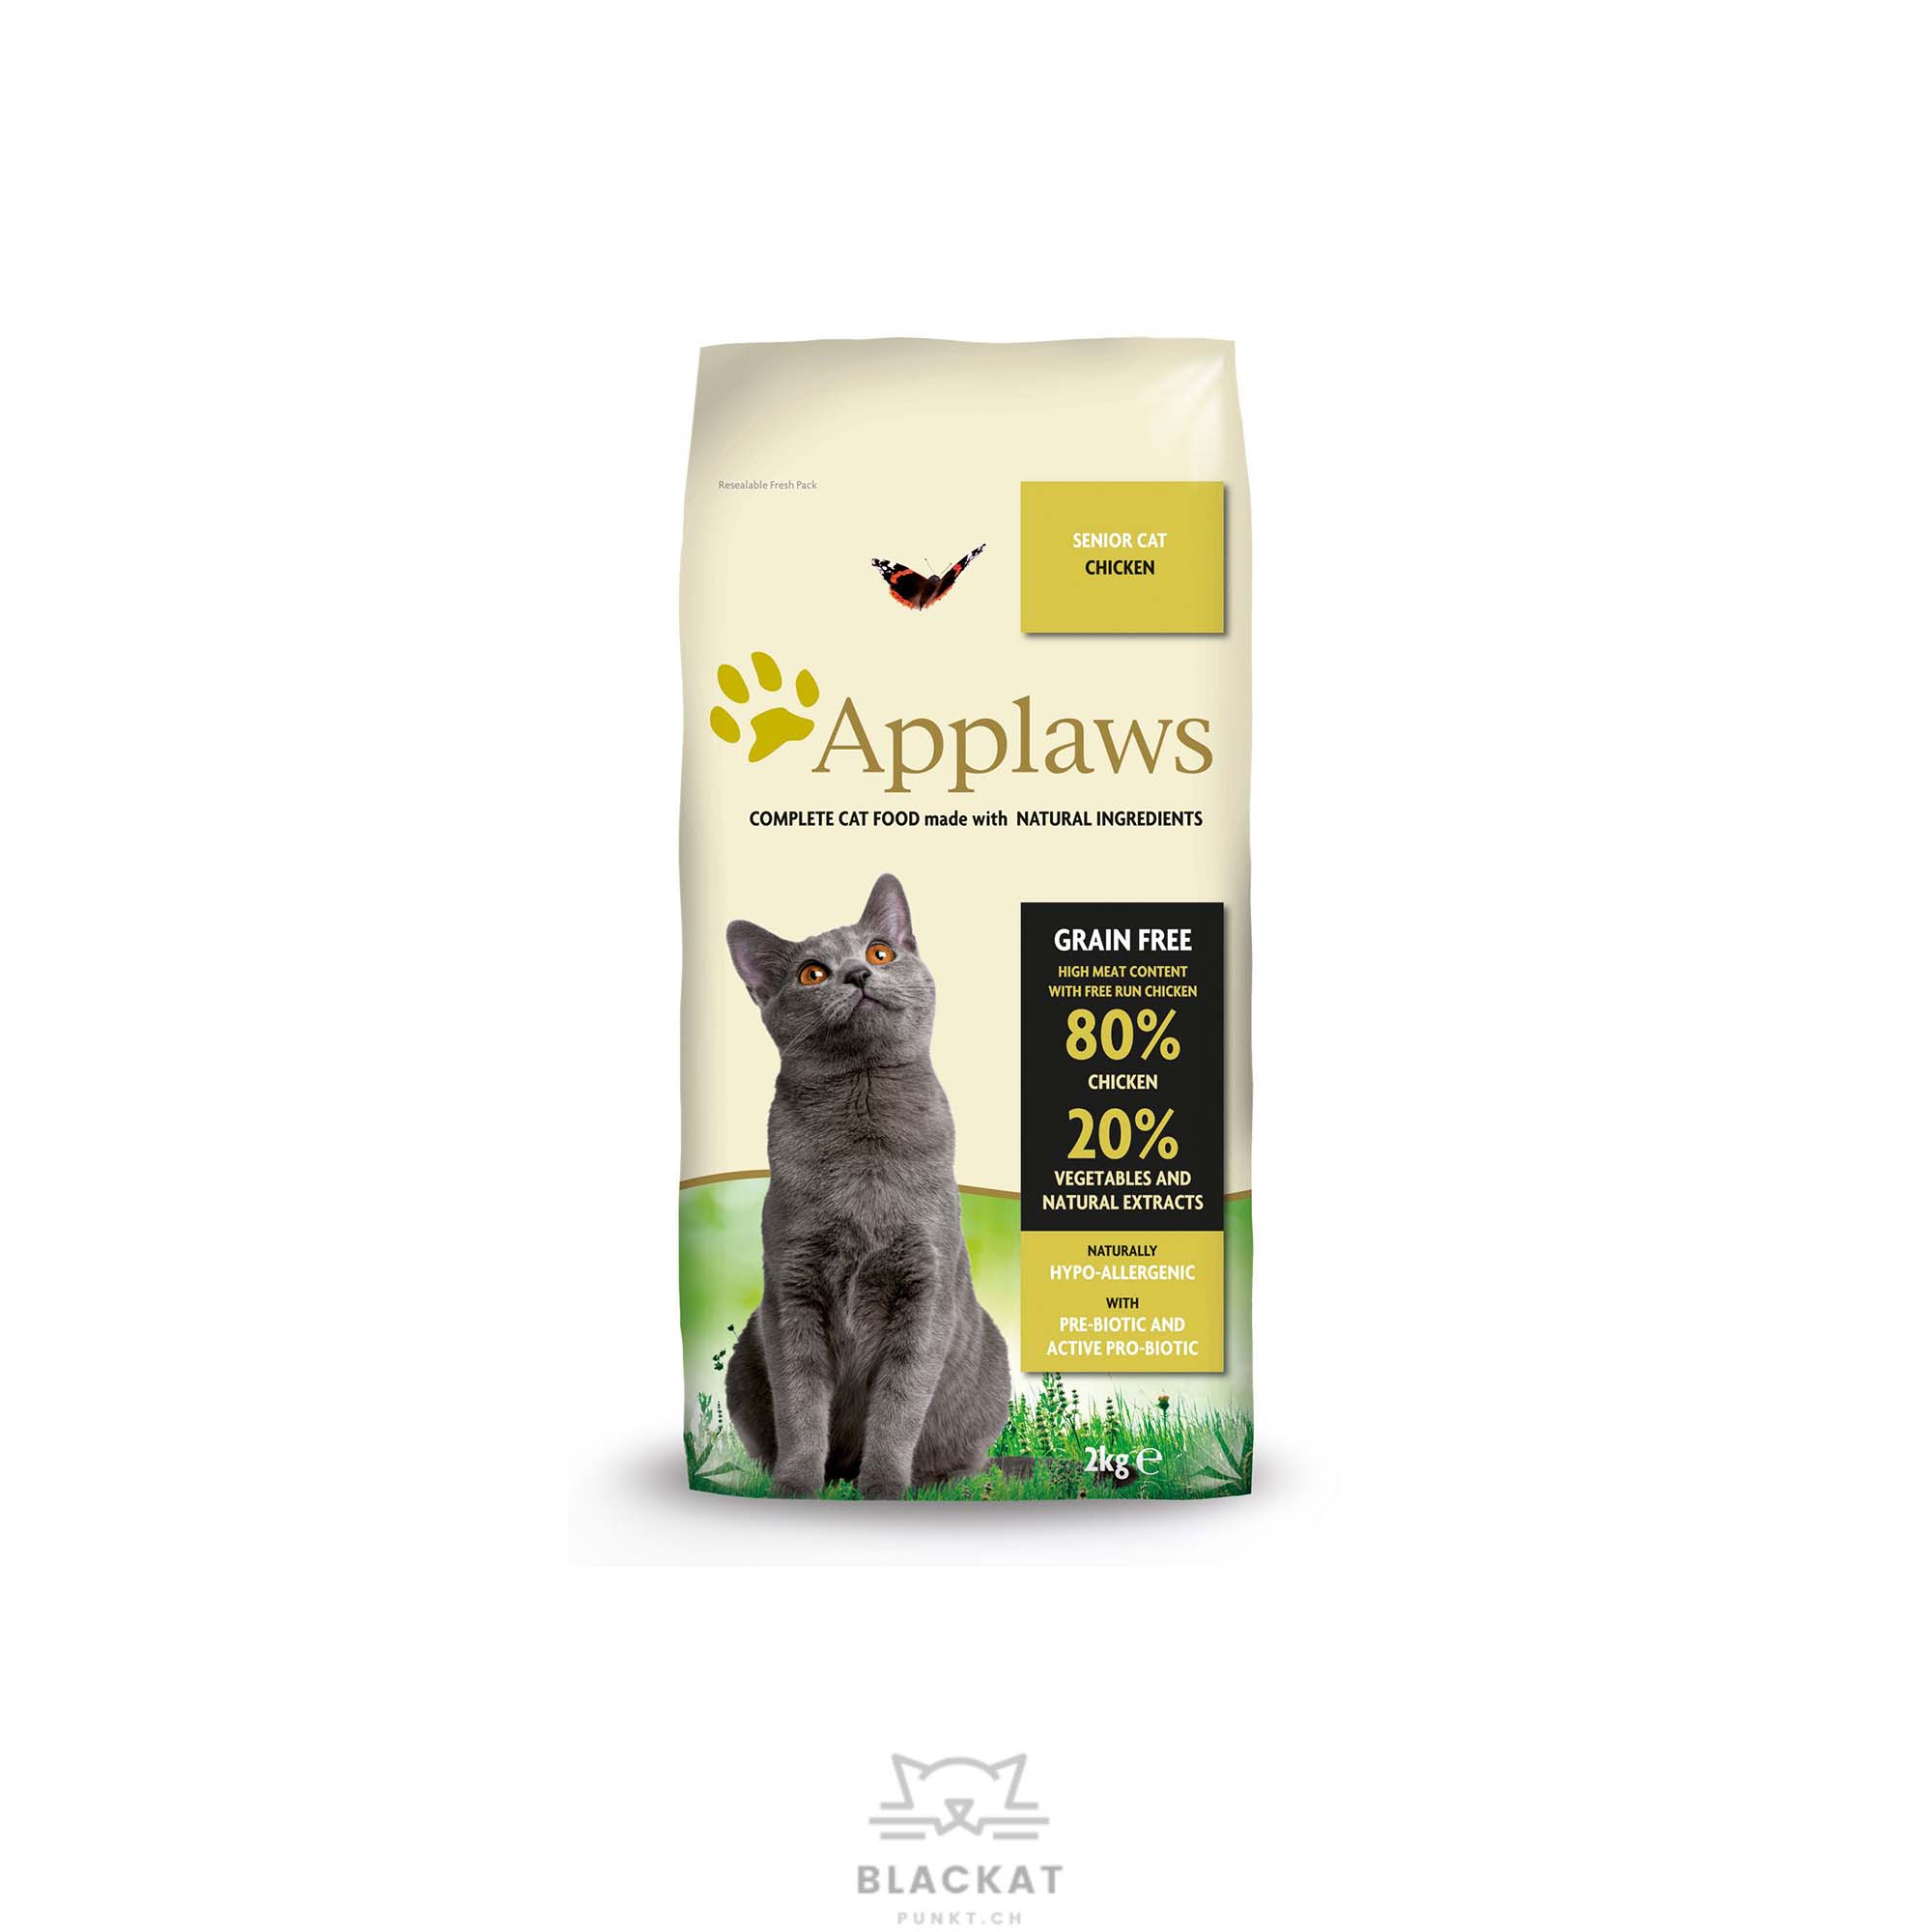 Resealable Fresh Pack
SENIOR CAT
CHICKEN
Applaws
COMPLETE CAT FOOD made with NATURAL INGREDIENTS
GRAIN FREE
HIGH MEAT CONTENT
WITH FREE RUN CHICKEN
80%
CHICKEN
20%
VEGETABLES AND
NATURAL EXTRACTS
NATURALLY
HYPO-ALLERGENIC
WITH
PRE-BIOTIC AND
ACTIVE PRO-BIOTIC
2kg ℮
BLACKAT
PUNKT.CH